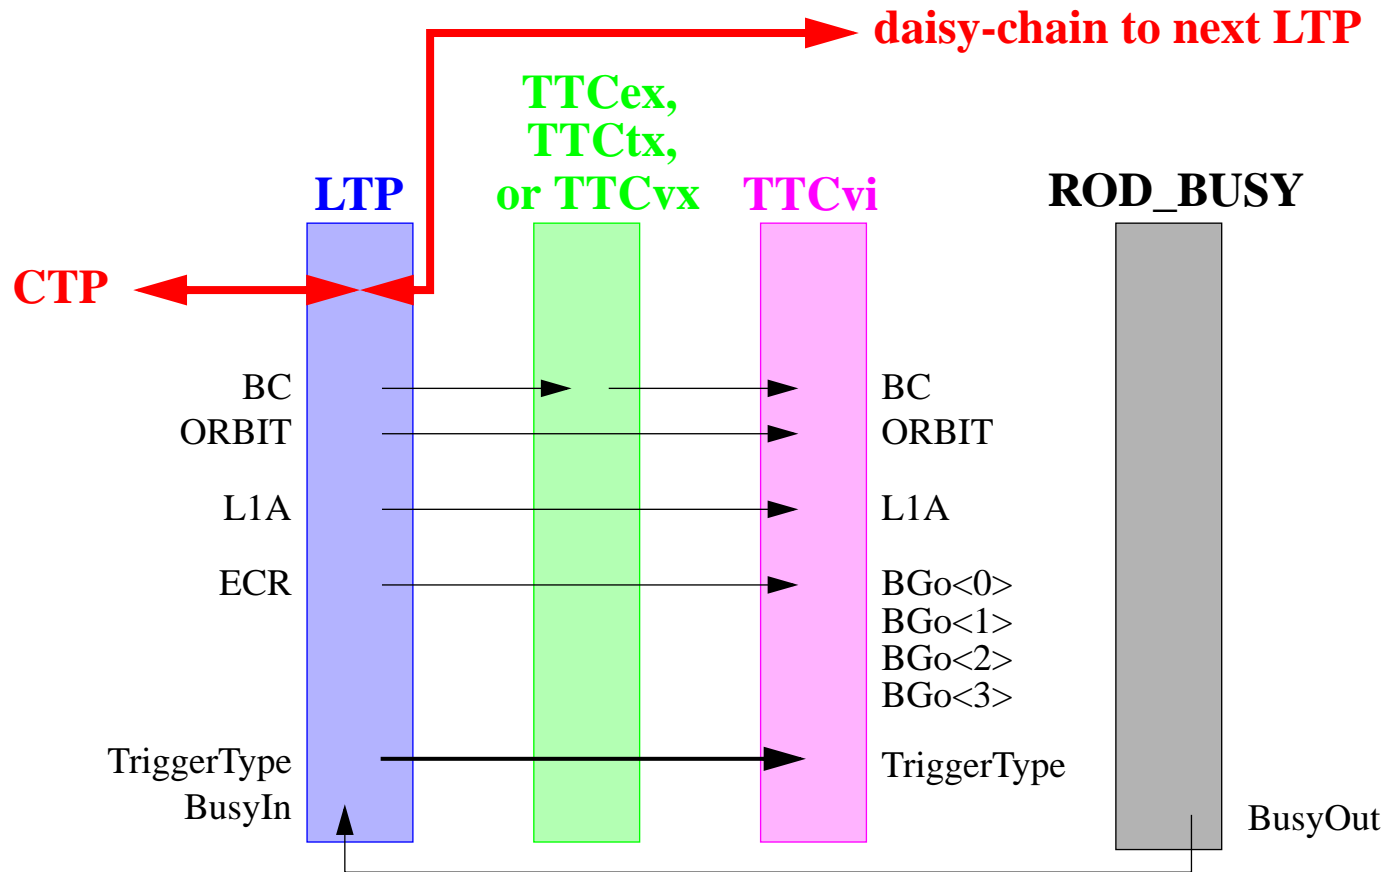 daisy-chain to next LTP
TTCex,
TTCtx,
or TTCvx
LTP
TTCvi
ROD_BUSY
CTP
BC
BC
ORBIT
ORBIT
L1A
L1A
ECR
BGo<0>
BGo<1>
BGo<2>
BGo<3>
TriggerType
TriggerType
BusyIn
BusyOut